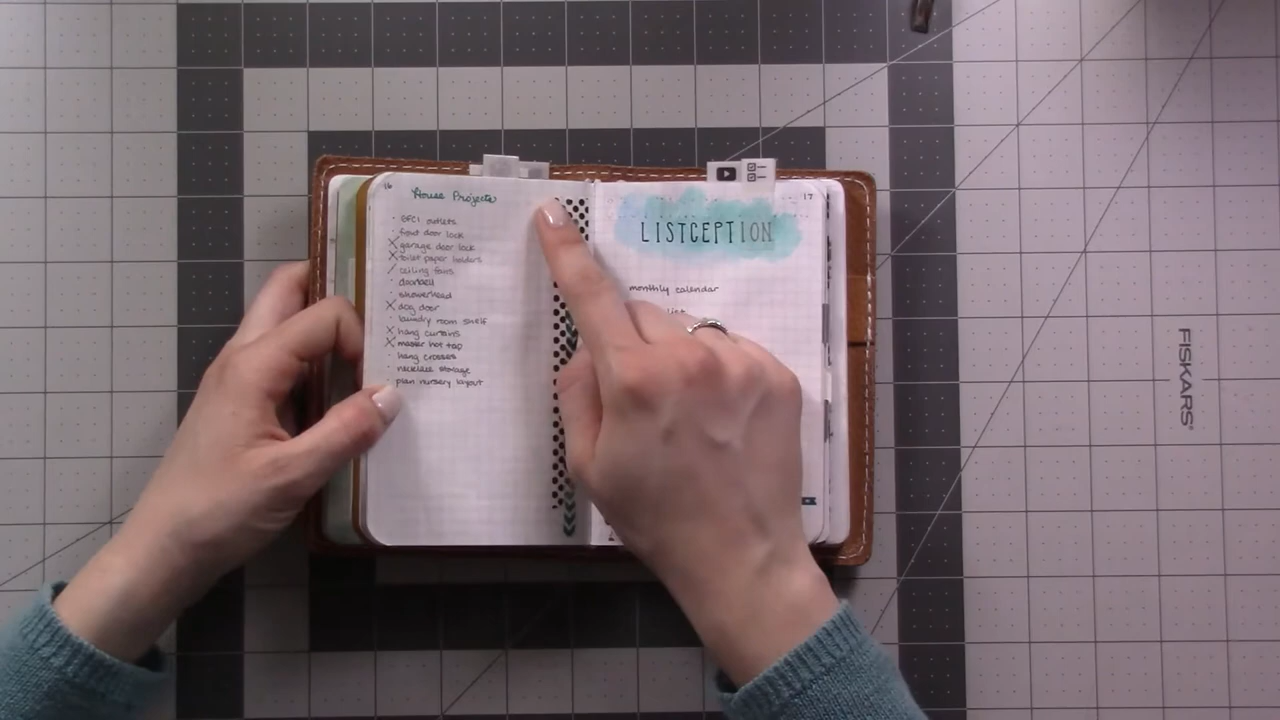 16
House Projects
GFCI outlets
front door lock
X garage door lock
X toilet paper holders
/ ceiling fans
doorbell
showerhead
X dog door
laundry room shelf
X hang curtains
X master hot tap
hang crosses
necklace storage
plan nursery layout
17
LISTCEPTION
monthly calendar
list
FISKARS